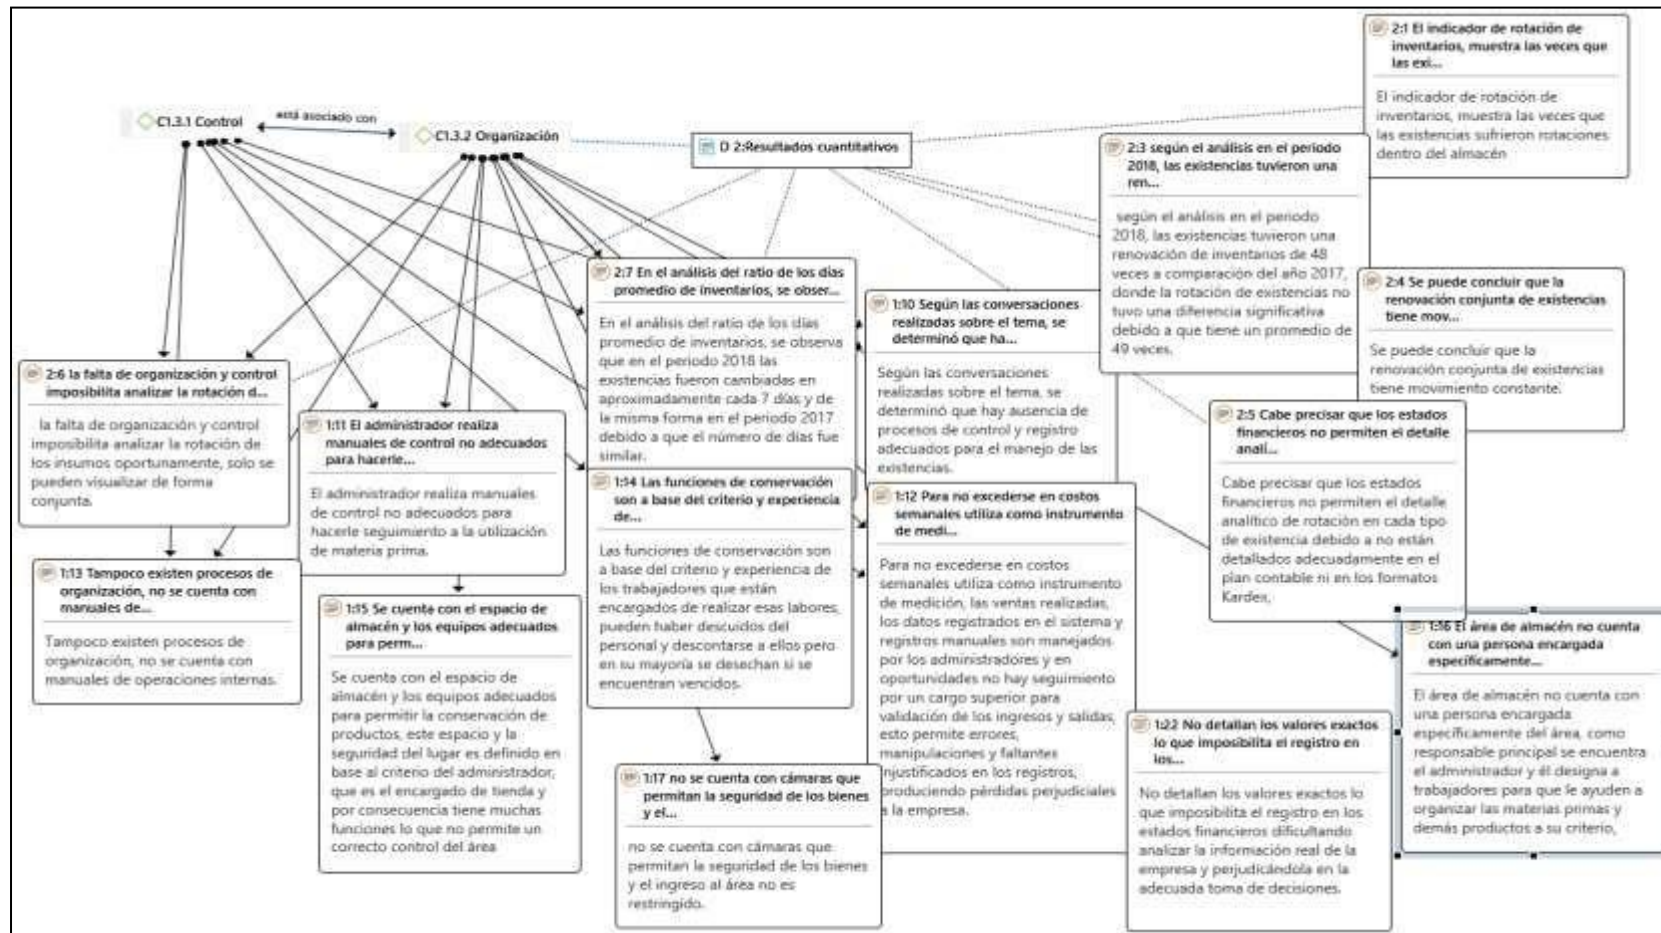 C1.3.1 Control
está asociado con
C1.3.2 Organización
D 2:Resultados cuantitativos
2:1 El indicador de rotación de
inventarios, muestra las veces que
las exi...
El indicador de rotación de
inventarios, muestra las veces que
las existencias sufrieron rotaciones
dentro del almacén
2:3 según el análisis en el periodo
2018, las existencias tuvieron una
ren...
según el análisis en el periodo
2018, las existencias tuvieron una
renovación de inventarios de 48
veces a comparación del año 2017,
donde la rotación de existencias no
tuvo una diferencia significativa
debido a que tiene un promedio de
49 veces.
2:7 En el análisis del ratio de los días
promedio de inventarios, se obser...
En el análisis del ratio de los días
promedio de inventarios, se observa
que en el periodo 2018 las
existencias fueron cambiadas en
aproximadamente cada 7 días y de
la misma forma en el periodo 2017
debido a que el número de días fue
similar.
1:10 Según las conversaciones
realizadas sobre el tema, se
determinó que ha...
Según las conversaciones
realizadas sobre el tema, se
determinó que hay ausencia de
procesos de control y registro
adecuados para el manejo de las
existencias.
2:4 Se puede concluir que la
renovación conjunta de existencias
tiene mov...
Se puede concluir que la
renovación conjunta de existencias
tiene movimiento constante.
2:6 la falta de organización y control
imposibilita analizar la rotación d...
la falta de organización y control
imposibilita analizar la rotación de
los insumos oportunamente, solo se
pueden visualizar de forma
conjunta.
1:11 El administrador realiza
manuales de control no adecuados
para hacerle...
El administrador realiza manuales
de control no adecuados para
hacerle seguimiento a la utilización
de materia prima.
2:5 Cabe precisar que los estados
financieros no permiten el detalle
analí...
Cabe precisar que los estados
financieros no permiten el detalle
analítico de rotación en cada tipo
de existencia debido a no están
detallados adecuadamente en el
plan contable ni en los formatos
Kardex,
1:14 Las funciones de conservación
son a base del criterio y experiencia
de...
Las funciones de conservación son
a base del criterio y experiencia de
los trabajadores que están
encargados de realizar esas labores,
pueden haber descuidos del
personal y descontarse a ellos pero
en su mayoría se desechan si se
encuentran vencidos.
1:12 Para no excederse en costos
semanales utiliza como instrumento
de medi...
Para no excederse en costos
semanales utiliza como instrumento
de medición, las ventas realizadas,
los datos registrados en el sistema y
registros manuales son manejados
por los administradores y en
oportunidades no hay seguimiento
por un cargo superior para
validación de los ingresos y salidas,
esto permite errores,
manipulaciones y faltantes
injustificados en los registros,
produciendo pérdidas perjudiciales
a la empresa.
1:13 Tampoco existen procesos de
organización, no se cuenta con
manuales de...
Tampoco existen procesos de
organización, no se cuenta con
manuales de operaciones internas.
1:15 Se cuenta con el espacio de
almacén y los equipos adecuados
para perm...
Se cuenta con el espacio de
almacén y los equipos adecuados
para permitir la conservación de
productos, este espacio y la
seguridad del lugar es definido en
base al criterio del administrador,
que es el encargado de tienda y
por consecuencia tiene muchas
funciones lo que no permite un
correcto control del área
1:16 El área de almacén no cuenta
con una persona encargada
específicamente...
El área de almacén no cuenta con
una persona encargada
específicamente del área, como
responsable principal se encuentra
el administrador y él designa a
trabajadores para que le ayuden a
organizar las materias primas y
demás productos a su criterio,
1:22 No detallan los valores exactos
lo que imposibilita el registro en
los...
No detallan los valores exactos lo
que imposibilita el registro en los
estados financieros dificultando
analizar la información real de la
empresa y perjudicándola en la
adecuada toma de decisiones.
1:17 no se cuenta con cámaras que
permitan la seguridad de los bienes
y el...
no se cuenta con cámaras que
permitan la seguridad de los bienes
y el ingreso al área no es
restringido.